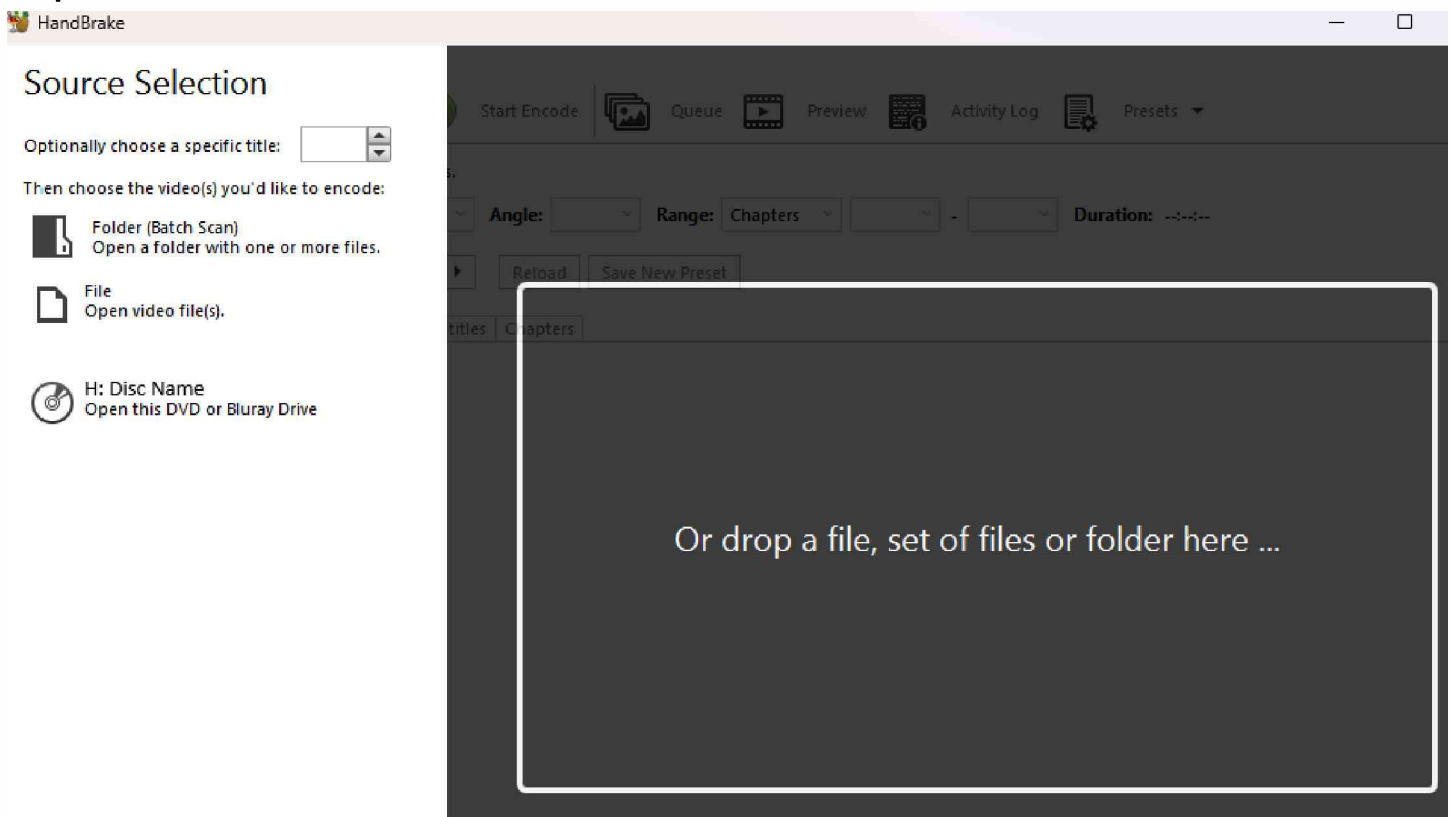 HandBrake
Source Selection
Optionally choose a specific title:
Then choose the video(s) you'd like to encode:
Folder (Batch Scan)
Open a folder with one or more files.
File
Open video file(s).
H: Disc Name
Open this DVD or Bluray Drive
Start Encode Queue Preview Activity Log Presets
s.
Angle: Range: Chapters - Duration: --:--:--
Reload Save New Preset
titles Chapters
Or drop a file, set of files or folder here ...